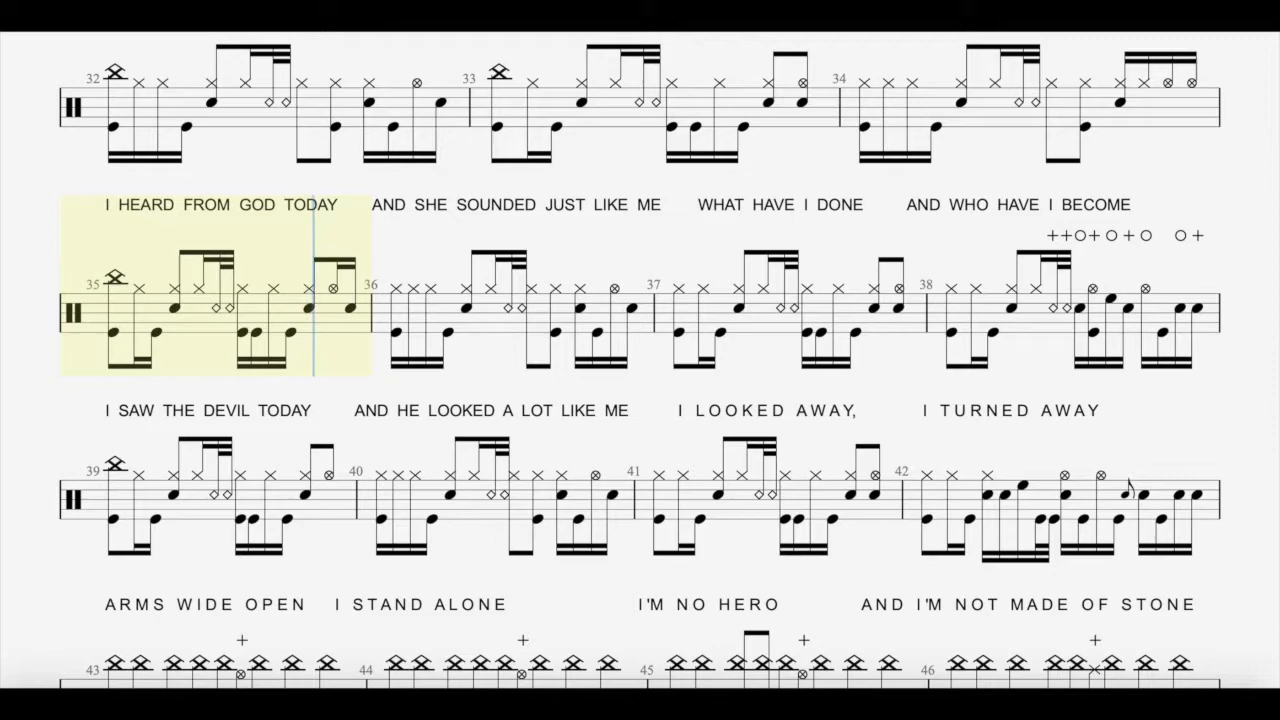 32 33 34
I HEARD FROM GOD TODAY AND SHE SOUNDED JUST LIKE ME WHAT HAVE I DONE AND WHO HAVE I BECOME
+ + ○ + ○ + ○ ○ +
35 36 37 38
I SAW THE DEVIL TODAY AND HE LOOKED A LOT LIKE ME I LOOKED AWAY, I TURNED AWAY
39 40 41 42
ARMS WIDE OPEN I STAND ALONE I'M NO HERO AND I'M NOT MADE OF STONE
+ + + +
43 44 45 46